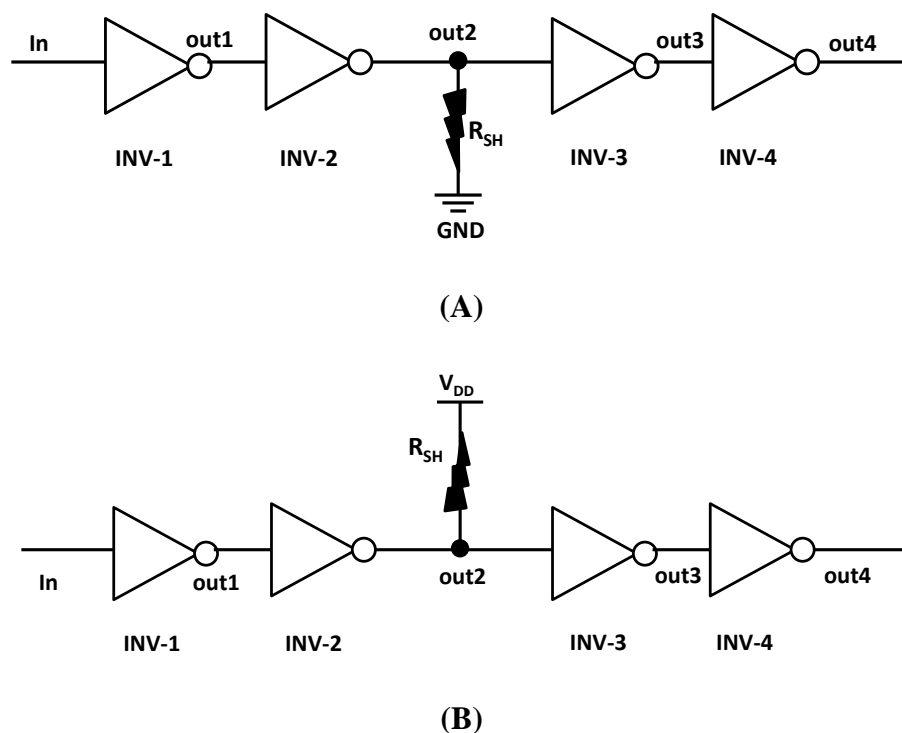 In out1 out2 out3 out4
R_SH
INV-1 INV-2 INV-3 INV-4
GND
(A)
V_DD
R_SH
In out1 out2 out3 out4
INV-1 INV-2 INV-3 INV-4
(B)